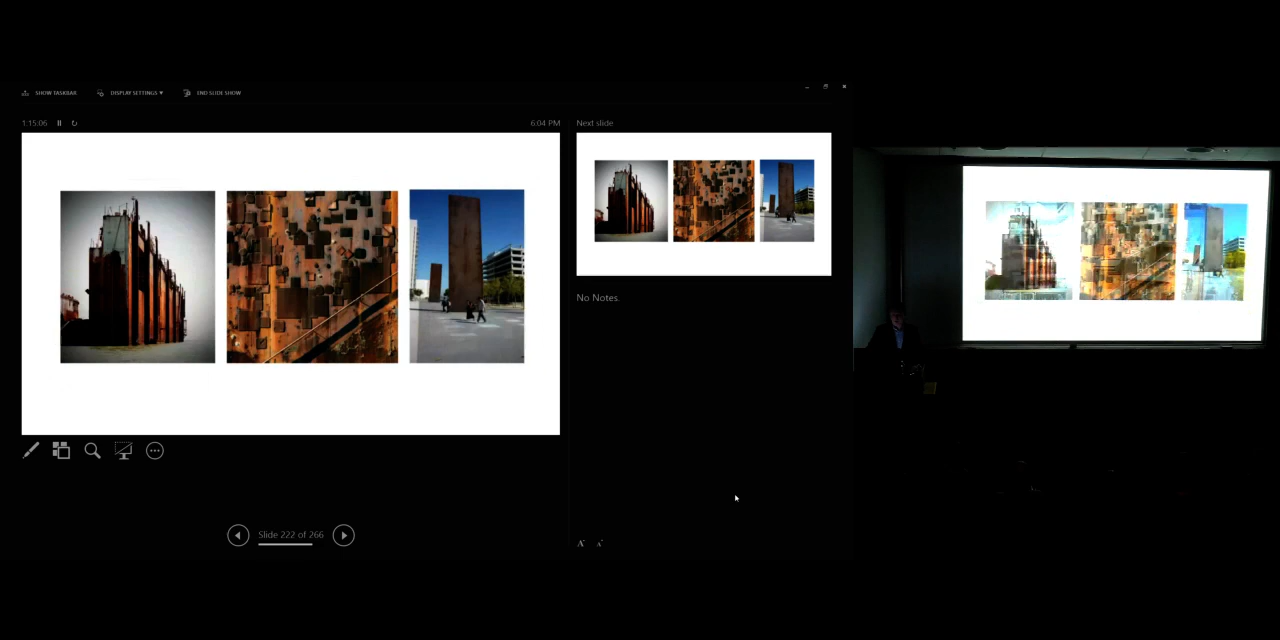 SHOW TASKBAR DISPLAY SETTINGS ▾ END SLIDE SHOW
1:15:06 6:04 PM
Next slide
No Notes.
Slide 222 of 266
A A